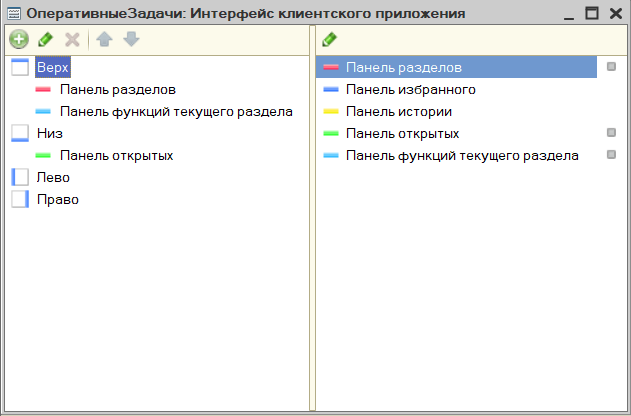 ОперативныеЗадачи: Интерфейс клиентского приложения
Верх
Панель разделов
Панель функций текущего раздела
Низ
Панель открытых
Лево
Право
Панель разделов
Панель избранного
Панель истории
Панель открытых
Панель функций текущего раздела